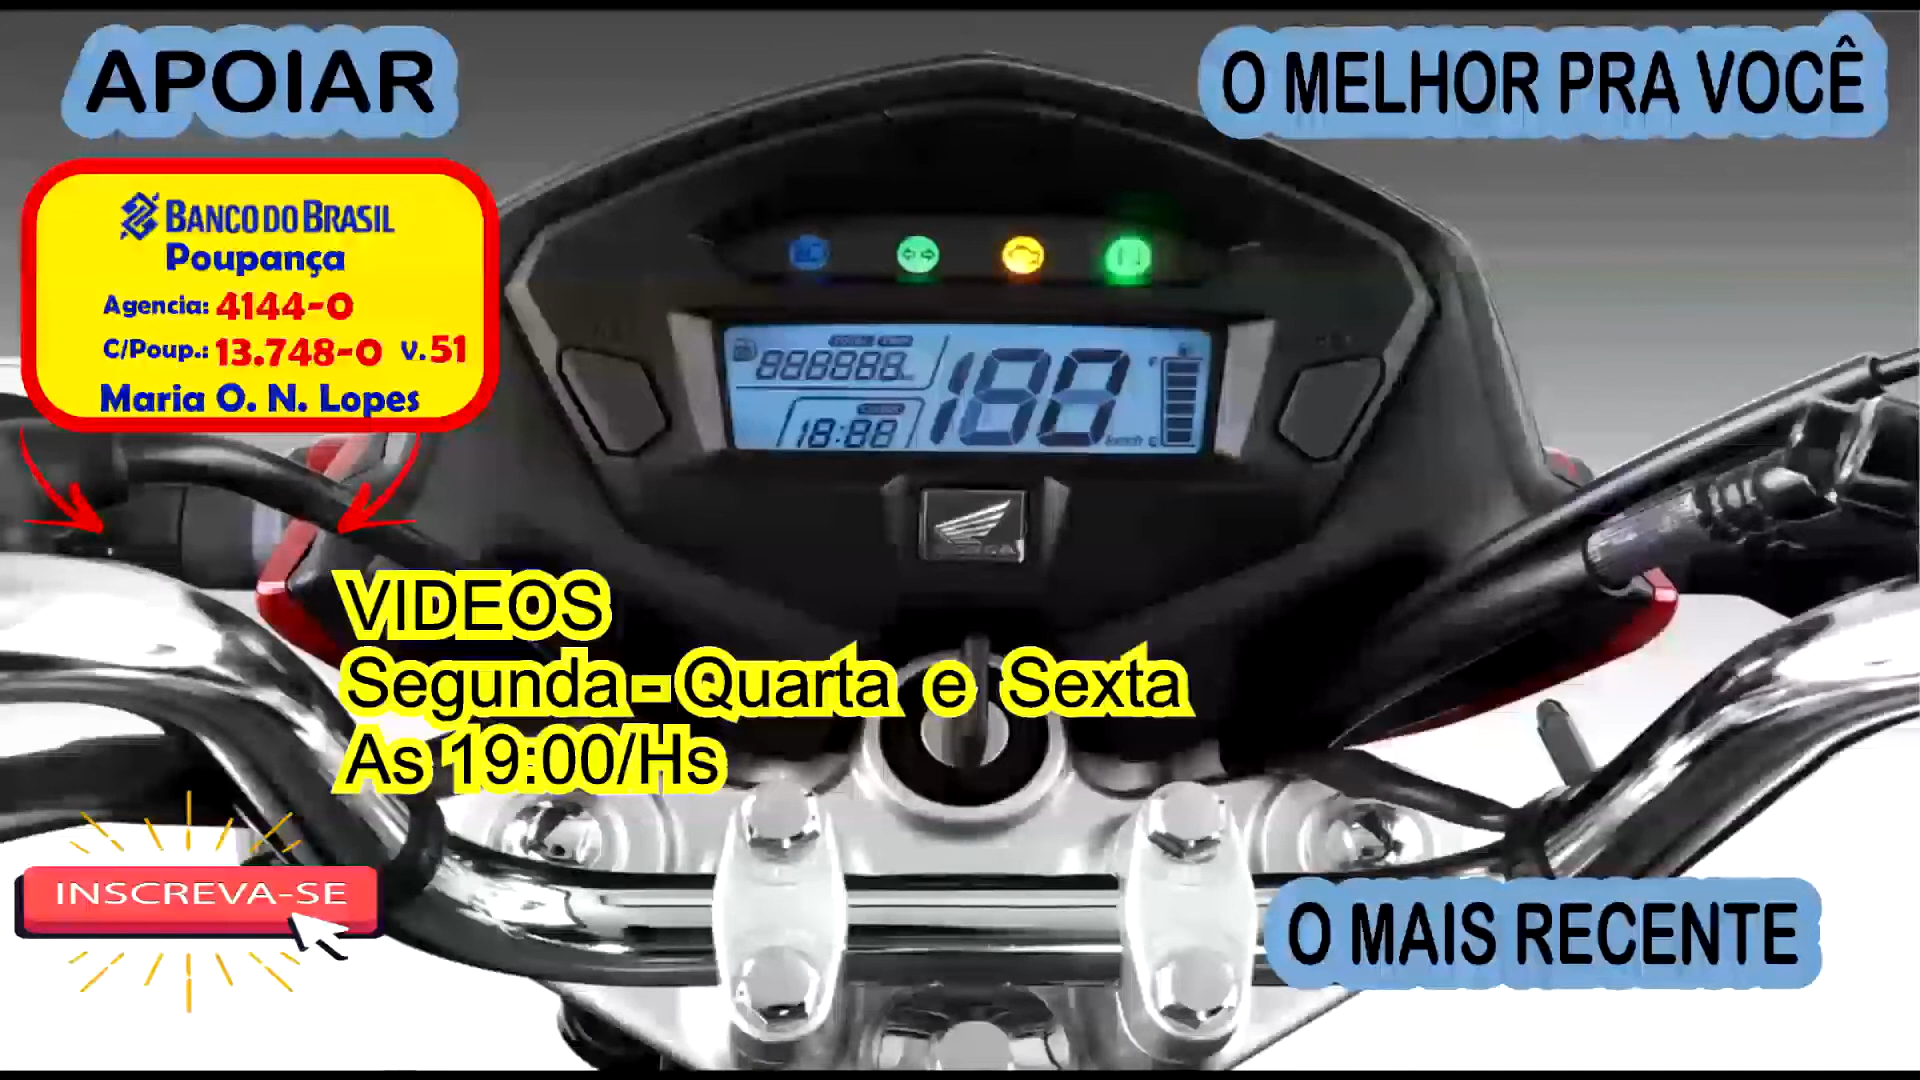 APOIAR
O MELHOR PRA VOCÊ
BANCO DO BRASIL
Poupança
Agencia: 4144-0
C/Poup.: 13.748-0 v.51
Maria O. N. Lopes
888888
188
18:88
km/h
VIDEOS
Segunda - Quarta e Sexta
As 19:00/Hs
INSCREVA-SE
O MAIS RECENTE